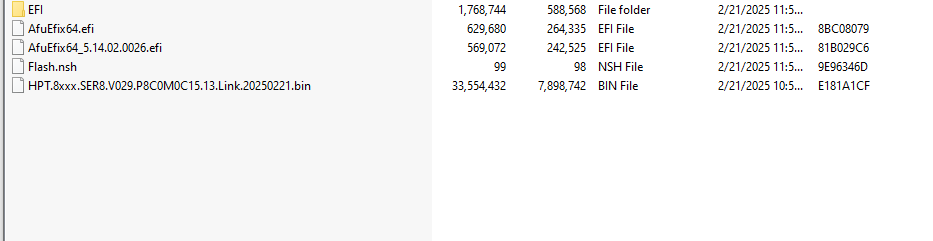 EFI 1,768,744 588,568 File folder 2/21/2025 11:5...
AfuEfix64.efi 629,680 264,335 EFI File 2/21/2025 11:5... 8BC08079
AfuEfix64_5.14.02.0026.efi 569,072 242,525 EFI File 2/21/2025 11:5... 81B029C6
Flash.nsh 99 98 NSH File 2/21/2025 11:5... 9E96346D
HPT.8xxx.SER8.V029.P8C0M0C15.13.Link.20250221.bin 33,554,432 7,898,742 BIN File 2/21/2025 10:5... E181A1CF